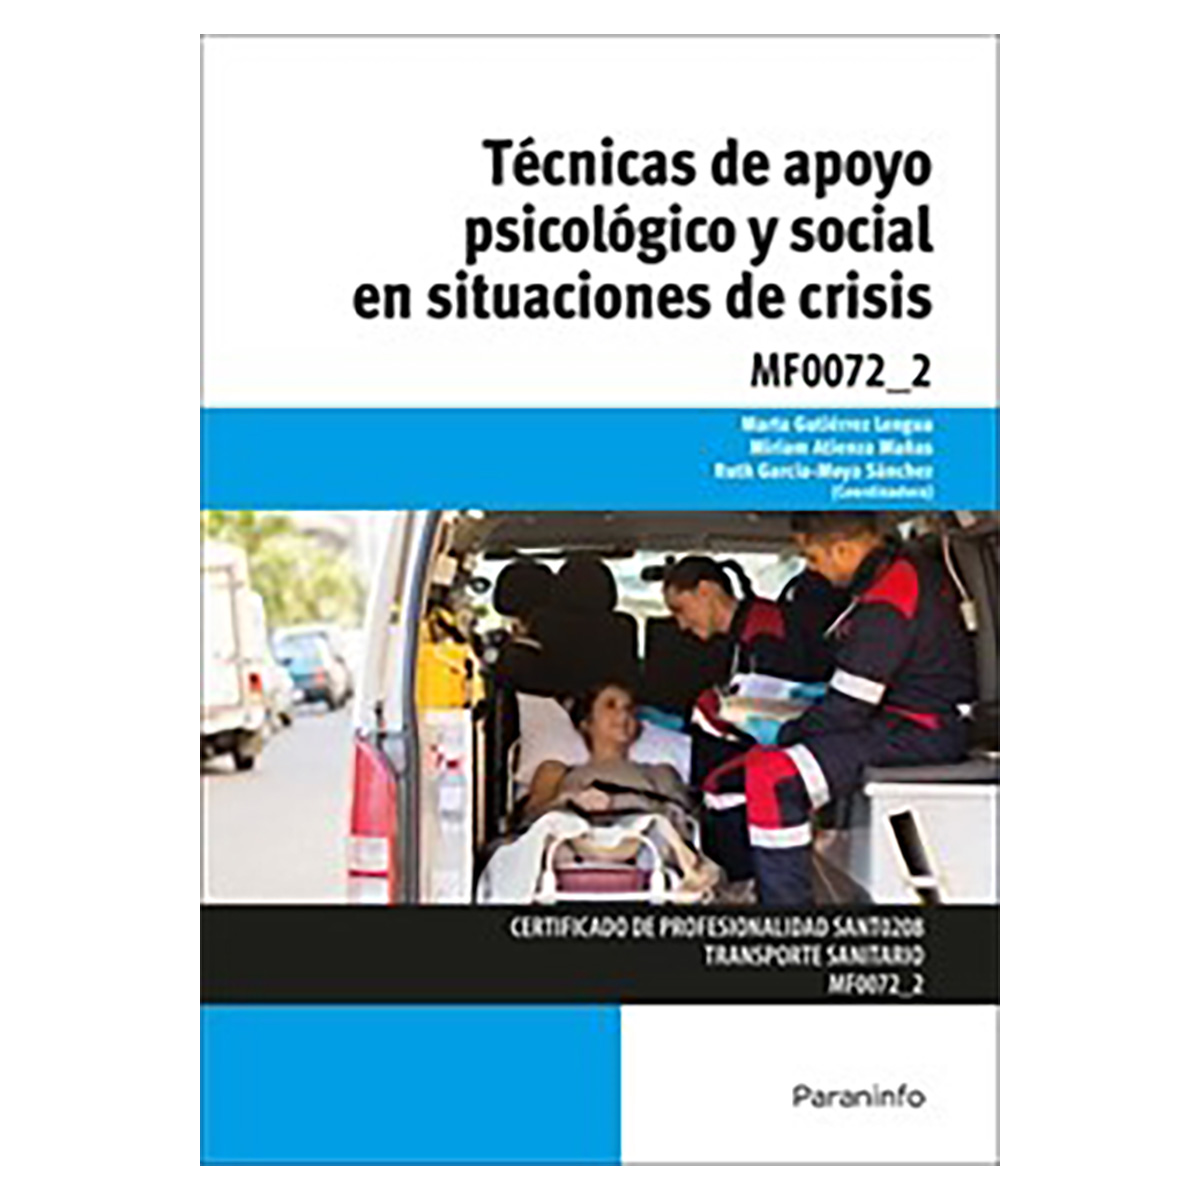 Técnicas de apoyo
psicológico y social
en situaciones de crisis
MF0072_2
Marta Gutiérrez Lengua
Miriam Atienza Mañas
Ruth García-Moya Sánchez
(Coordinadora)
CERTIFICADO DE PROFESIONALIDAD SANT0208
TRANSPORTE SANITARIO
MF0072_2
Paraninfo